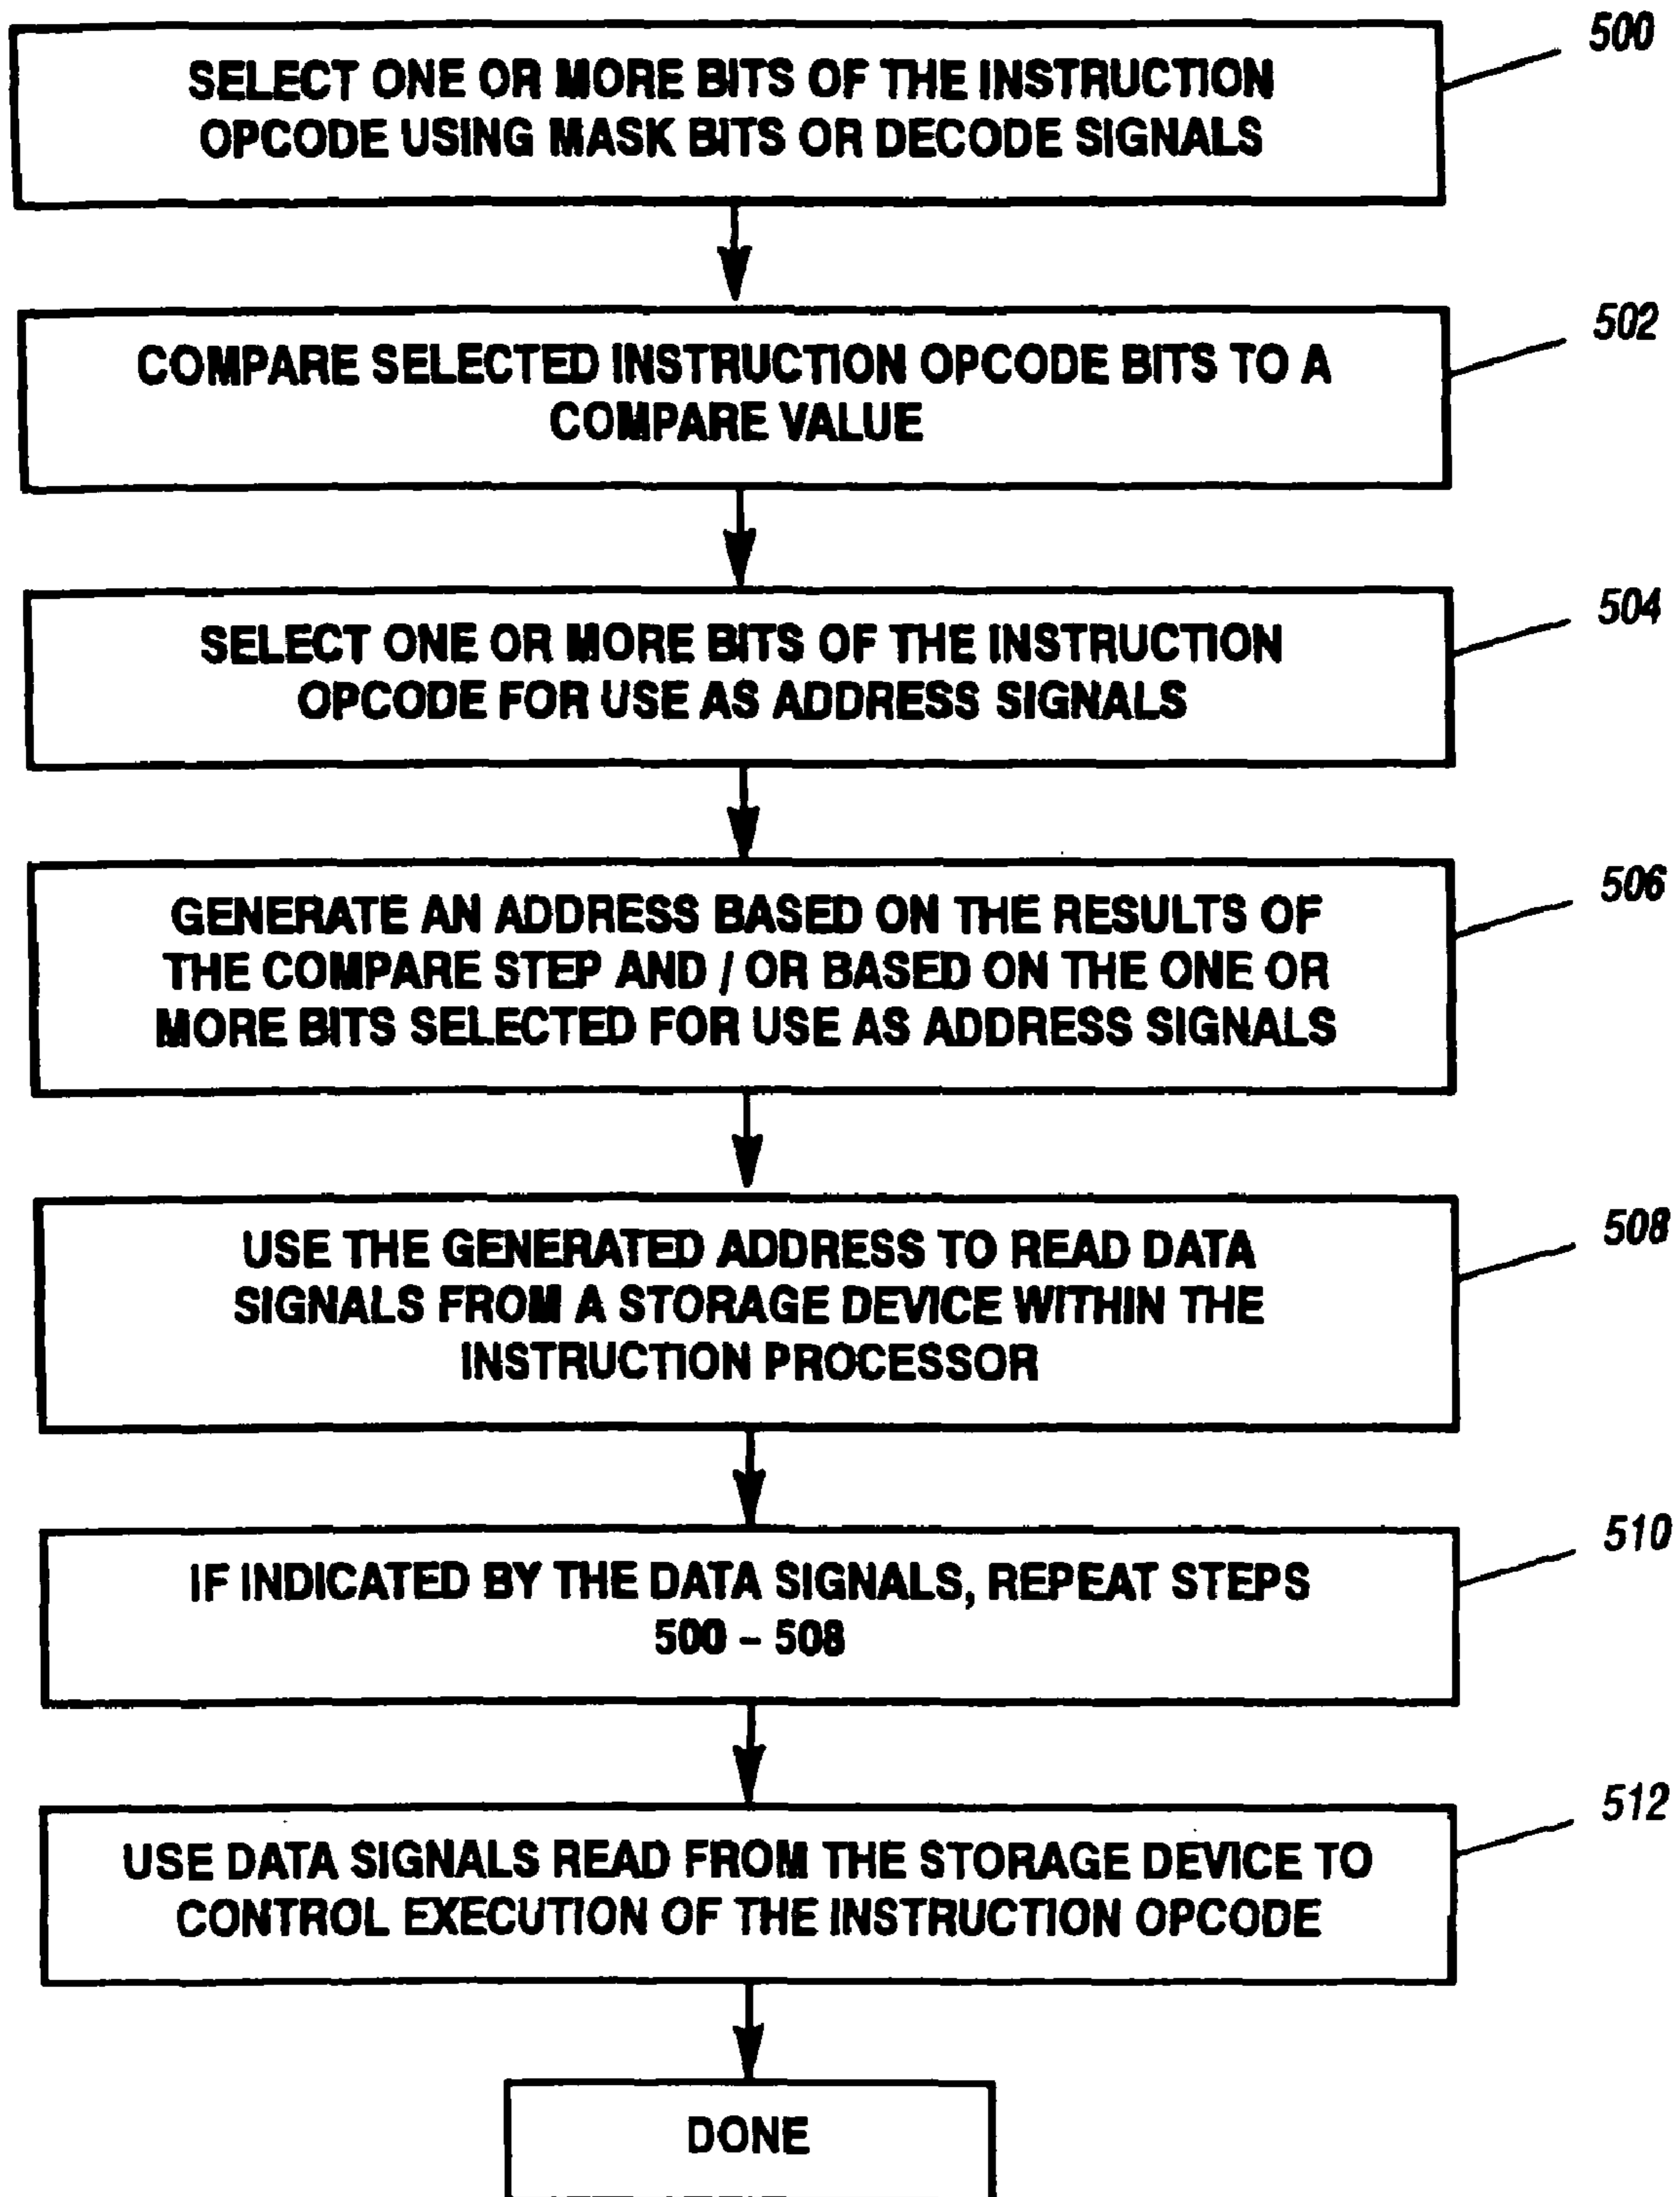 500
SELECT ONE OR MORE BITS OF THE INSTRUCTION
OPCODE USING MASK BITS OR DECODE SIGNALS
502
COMPARE SELECTED INSTRUCTION OPCODE BITS TO A
COMPARE VALUE
504
SELECT ONE OR MORE BITS OF THE INSTRUCTION
OPCODE FOR USE AS ADDRESS SIGNALS
506
GENERATE AN ADDRESS BASED ON THE RESULTS OF
THE COMPARE STEP AND / OR BASED ON THE ONE OR
MORE BITS SELECTED FOR USE AS ADDRESS SIGNALS
508
USE THE GENERATED ADDRESS TO READ DATA
SIGNALS FROM A STORAGE DEVICE WITHIN THE
INSTRUCTION PROCESSOR
510
IF INDICATED BY THE DATA SIGNALS, REPEAT STEPS
500 – 508
512
USE DATA SIGNALS READ FROM THE STORAGE DEVICE TO
CONTROL EXECUTION OF THE INSTRUCTION OPCODE
DONE